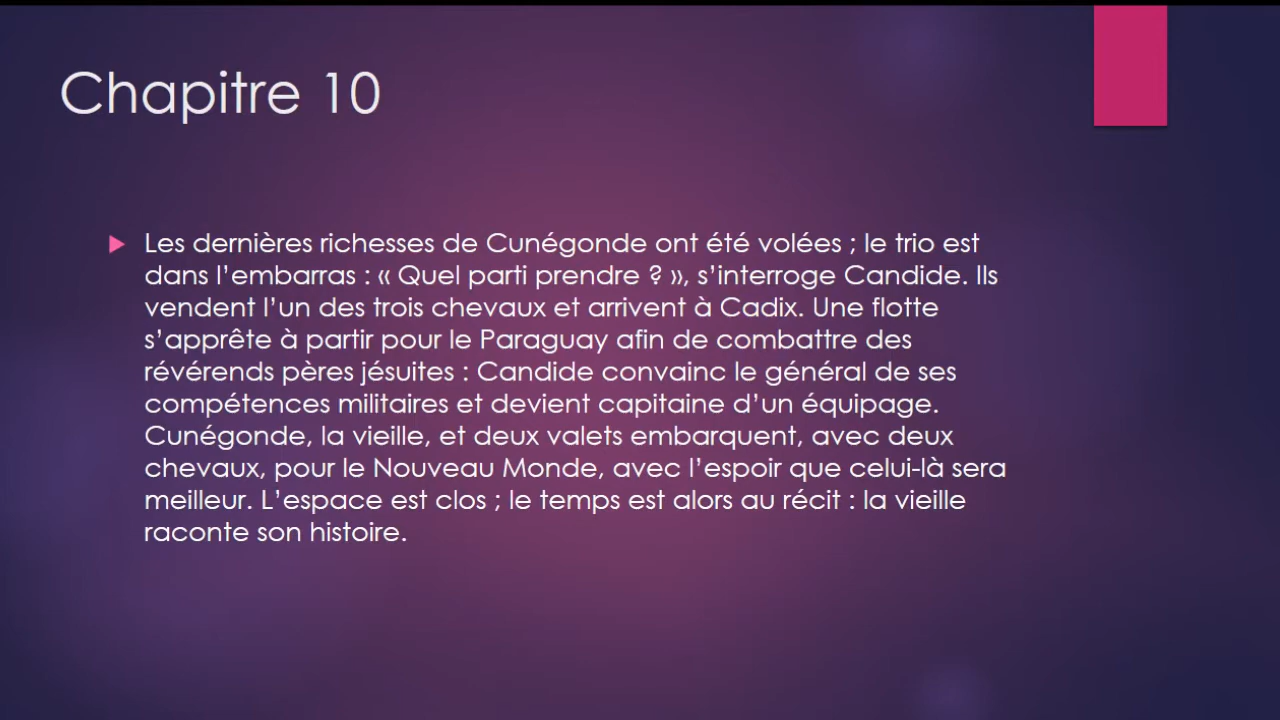 Chapitre 10
Les dernières richesses de Cunégonde ont été volées ; le trio est
dans l’embarras : « Quel parti prendre ? », s’interroge Candide. Ils
vendent l’un des trois chevaux et arrivent à Cadix. Une flotte
s’apprête à partir pour le Paraguay afin de combattre des
révérends pères jésuites : Candide convainc le général de ses
compétences militaires et devient capitaine d’un équipage.
Cunégonde, la vieille, et deux valets embarquent, avec deux
chevaux, pour le Nouveau Monde, avec l’espoir que celui-là sera
meilleur. L’espace est clos ; le temps est alors au récit : la vieille
raconte son histoire.